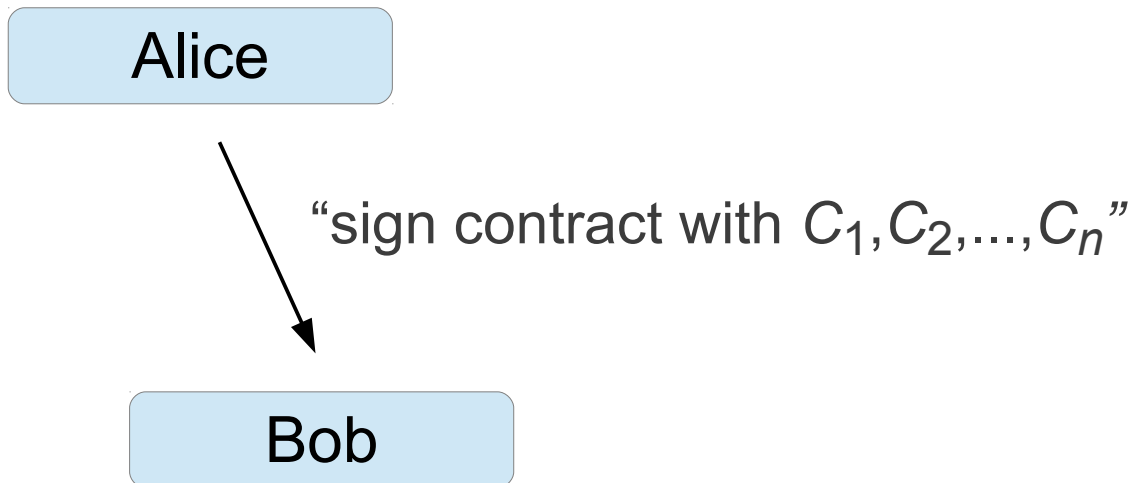 Alice
“sign contract with C₁,C₂,...,Cₙ”
Bob